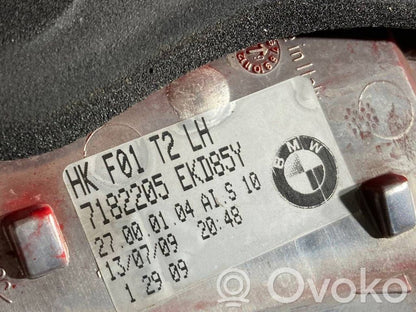 HK F01 T2 LH
7182205 EKD85Y
27.00 01.04 AI S 10
13/07/09 20:48
1 29 09
BMW
Ovoko